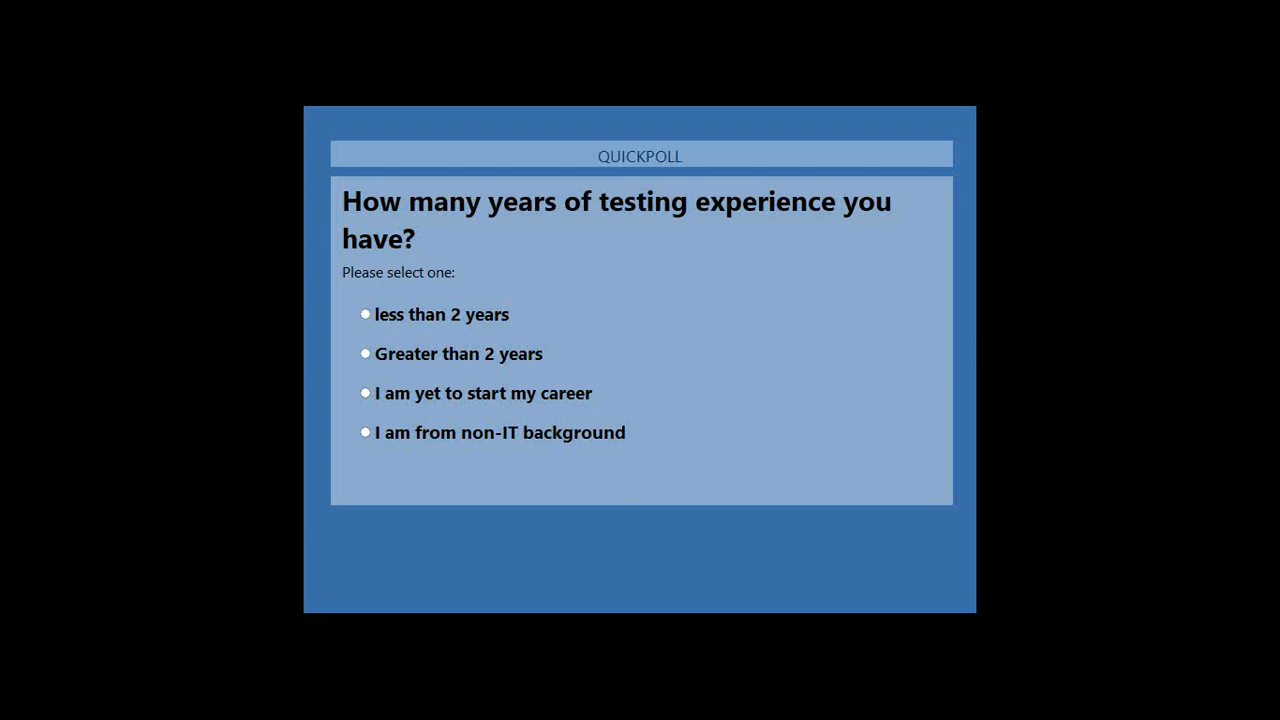 QUICKPOLL
How many years of testing experience you
have?
Please select one:
less than 2 years
Greater than 2 years
I am yet to start my career
I am from non-IT background